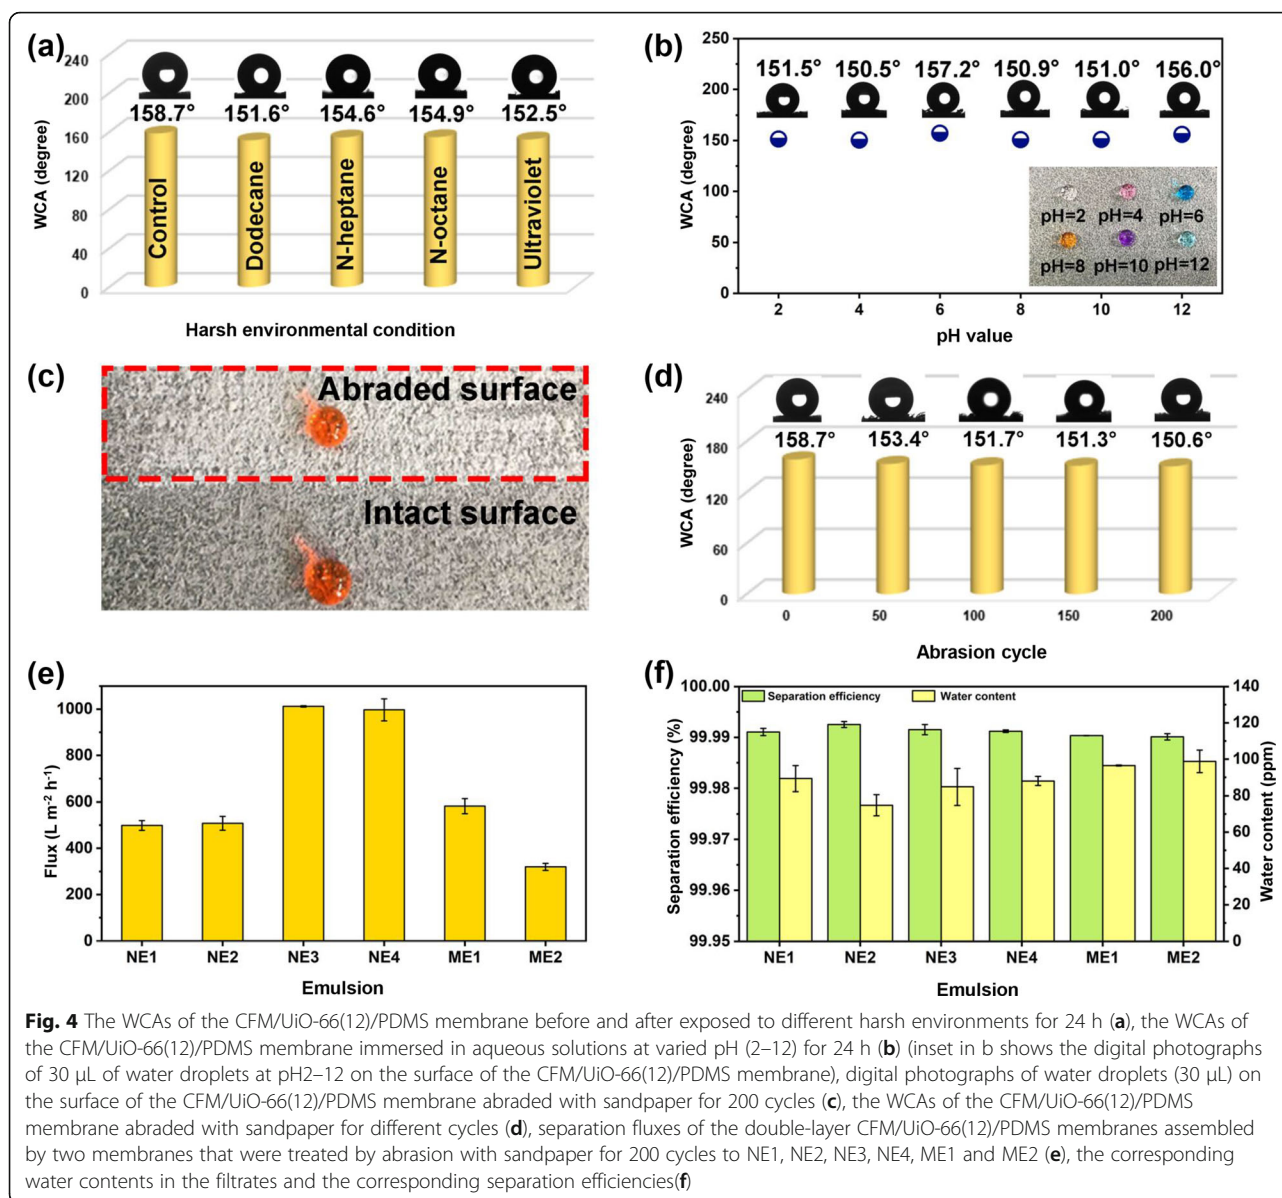 (a)
WCA (degree)
240
200
160
120
80
40
0
158.7° 151.6° 154.6° 154.9° 152.5°
Control
Dodecane
N-heptane
N-octane
Ultraviolet
Harsh environmental condition
(b)
WCA (degree)
250
200
150
100
50
0
151.5° 150.5° 157.2° 150.9° 151.0° 156.0°
pH=2 pH=4 pH=6
pH=8 pH=10 pH=12
2 4 6 8 10 12
pH value
(c)
Abraded surface
Intact surface
(d)
WCA (degree)
240
180
120
60
0
158.7° 153.4° 151.7° 151.3° 150.6°
0 50 100 150 200
Abrasion cycle
(e)
Flux (L m-2 h-1)
1000
800
600
400
200
0
NE1 NE2 NE3 NE4 ME1 ME2
Emulsion
(f)
Separation efficiency (%)
100.00
99.99
99.98
99.97
99.96
99.95
Separation efficiency Water content
140
120
100
80
60
40
20
0
Water content (ppm)
NE1 NE2 NE3 NE4 ME1 ME2
Emulsion
Fig. 4 The WCAs of the CFM/UiO-66(12)/PDMS membrane before and after exposed to different harsh environments for 24 h (a), the WCAs of
the CFM/UiO-66(12)/PDMS membrane immersed in aqueous solutions at varied pH (2–12) for 24 h (b) (inset in b shows the digital photographs
of 30 μL of water droplets at pH2–12 on the surface of the CFM/UiO-66(12)/PDMS membrane), digital photographs of water droplets (30 μL) on
the surface of the CFM/UiO-66(12)/PDMS membrane abraded with sandpaper for 200 cycles (c), the WCAs of the CFM/UiO-66(12)/PDMS
membrane abraded with sandpaper for different cycles (d), separation fluxes of the double-layer CFM/UiO-66(12)/PDMS membranes assembled
by two membranes that were treated by abrasion with sandpaper for 200 cycles to NE1, NE2, NE3, NE4, ME1 and ME2 (e), the corresponding
water contents in the filtrates and the corresponding separation efficiencies(f)